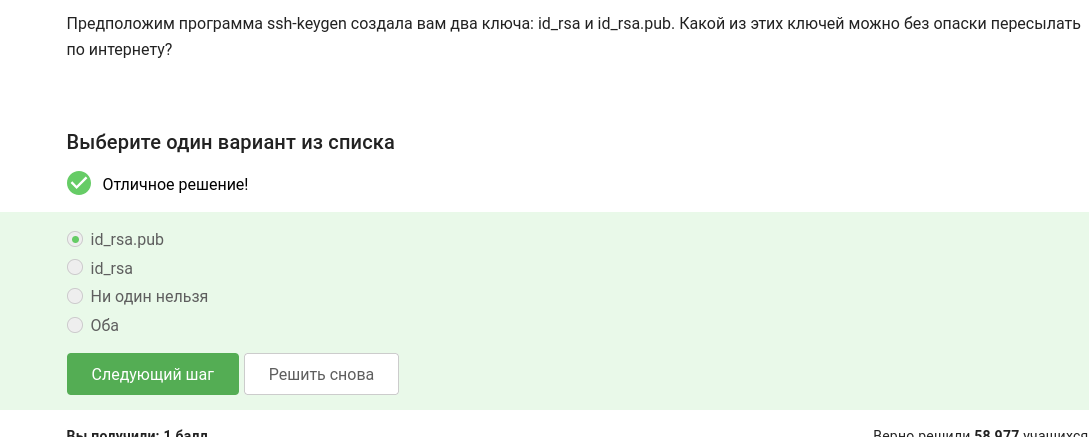 Предположим программа ssh-keygen создала вам два ключа: id_rsa и id_rsa.pub. Какой из этих ключей можно без опаски пересылать
по интернету?
Выберите один вариант из списка
Отличное решение!
id_rsa.pub
id_rsa
Ни один нельзя
Оба
Следующий шаг
Решить снова
Вы получили: 1 балл
Верно решили 58 977 учащихся